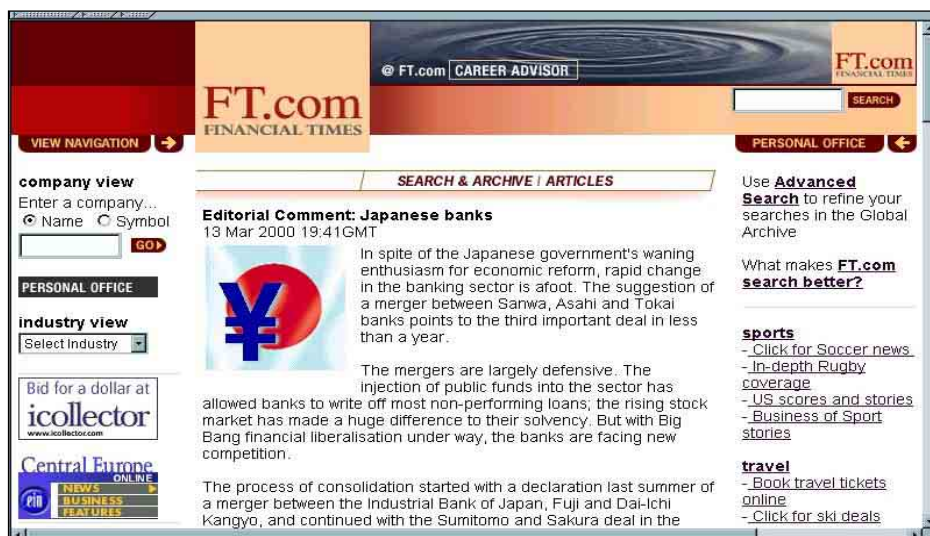 @ FT.com CAREER ADVISOR
FT.com
FINANCIAL TIMES
FT.com
FINANCIAL TIMES
SEARCH
VIEW NAVIGATION
PERSONAL OFFICE
company view
Enter a company...
Name Symbol
GO
PERSONAL OFFICE
industry view
Select Industry
Bid for a dollar at
icollector
www.icollector.com
Central Europe
ONLINE
NEWS
BUSINESS
FEATURES
SEARCH & ARCHIVE | ARTICLES
Editorial Comment: Japanese banks
13 Mar 2000 19:41GMT
¥
In spite of the Japanese government's waning
enthusiasm for economic reform, rapid change
in the banking sector is afoot. The suggestion of
a merger between Sanwa, Asahi and Tokai
banks points to the third important deal in less
than a year.
The mergers are largely defensive. The
injection of public funds into the sector has
allowed banks to write off most non-performing loans; the rising stock
market has made a huge difference to their solvency. But with Big
Bang financial liberalisation under way, the banks are facing new
competition.
The process of consolidation started with a declaration last summer of
a merger between the Industrial Bank of Japan, Fuji and Dai-Ichi
Kangyo, and continued with the Sumitomo and Sakura deal in the
Use Advanced
Search to refine your
searches in the Global
Archive
What makes FT.com
search better?
sports
- Click for Soccer news
- In-depth Rugby
coverage
- US scores and stories
- Business of Sport
stories
travel
- Book travel tickets
online
- Click for ski deals